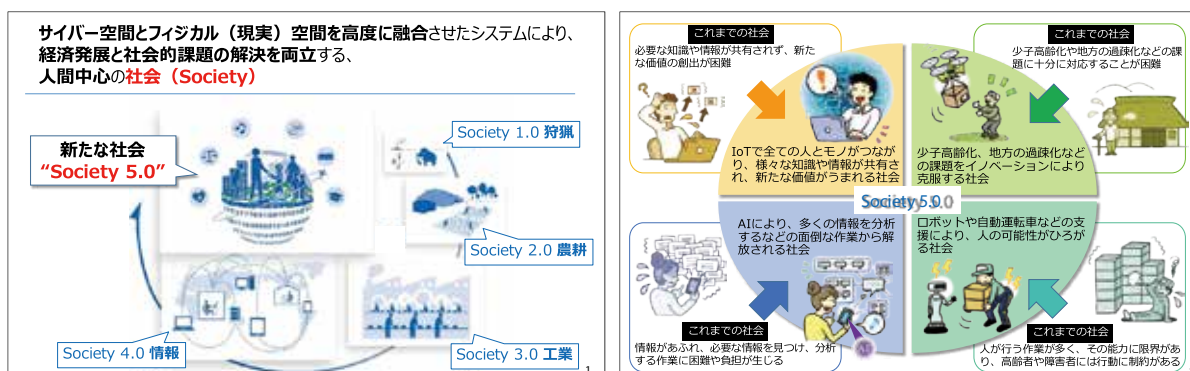 サイバー空間とフィジカル（現実）空間を高度に融合させたシステムにより、
経済発展と社会的課題の解決を両立する、
人間中心の社会（Society）
新たな社会
“Society 5.0”
Society 1.0 狩猟
Society 2.0 農耕
Society 3.0 工業
Society 4.0 情報
1
これまでの社会
必要な知識や情報が共有されず、新た
な価値の創出が困難
IoTで全ての人とモノがつなが
り、様々な知識や情報が共有さ
れ、新たな価値がうまれる社会
これまでの社会
少子高齢化や地方の過疎化などの課
題に十分に対応することが困難
少子高齢化、地方の過疎化など
の課題をイノベーションにより
克服する社会
Society 5.0
AIにより、多くの情報を分析
するなどの面倒な作業から解
放される社会
これまでの社会
情報があふれ、必要な情報を見つけ、分析
する作業に困難や負担が生じる
ロボットや自動運転車などの支
援により、人の可能性がひろが
る社会
これまでの社会
人が行う作業が多く、その能力に限界があ
り、高齢者や障害者には行動に制約がある